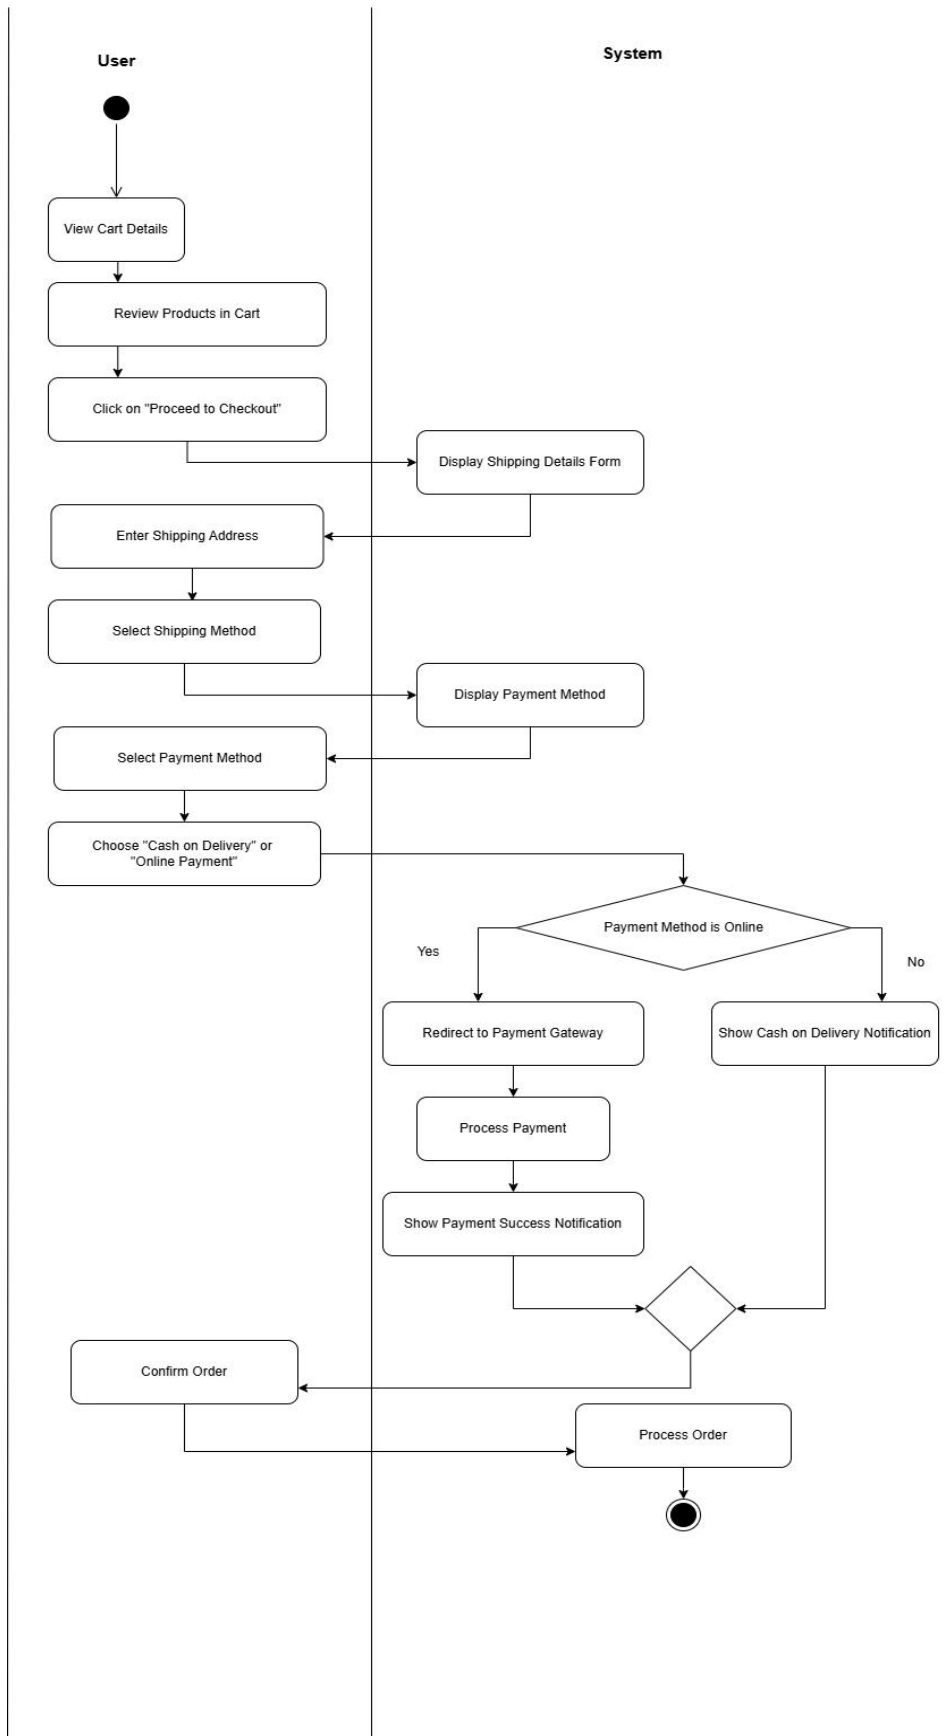 User
System
View Cart Details
Review Products in Cart
Click on "Proceed to Checkout"
Display Shipping Details Form
Enter Shipping Address
Select Shipping Method
Display Payment Method
Select Payment Method
Choose "Cash on Delivery" or
"Online Payment"
Payment Method is Online
Yes
No
Redirect to Payment Gateway
Show Cash on Delivery Notification
Process Payment
Show Payment Success Notification
Confirm Order
Process Order